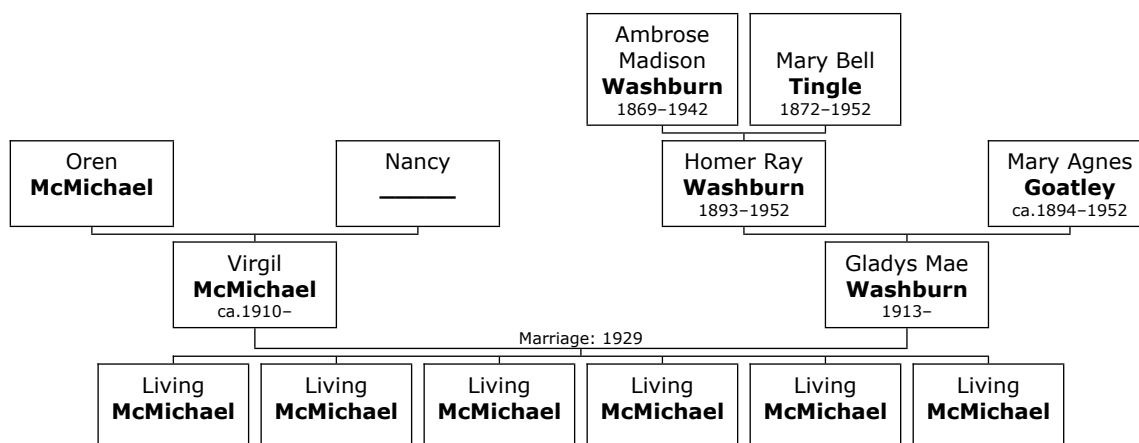 Ambrose
Madison
Washburn
1869–1942
Mary Bell
Tingle
1872–1952
Oren
McMichael
Nancy
______
Homer Ray
Washburn
1893–1952
Mary Agnes
Goatley
ca.1894–1952
Virgil
McMichael
ca.1910–
Gladys Mae
Washburn
1913–
Marriage: 1929
Living
McMichael
Living
McMichael
Living
McMichael
Living
McMichael
Living
McMichael
Living
McMichael